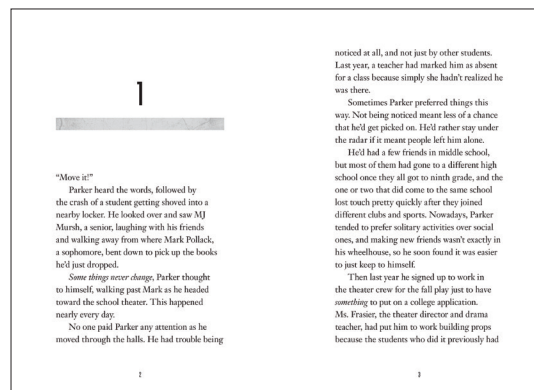 1
“Move it!”
Parker heard the words, followed by
the crash of a student getting shoved into a
nearby locker. He looked over and saw MJ
Mursh, a senior, laughing with his friends
and walking away from where Mark Pollack,
a sophomore, bent down to pick up the books
he’d just dropped.
Some things never change, Parker thought
to himself, walking past Mark as he headed
toward the school theater. This happened
nearly every day.
No one paid Parker any attention as he
moved through the halls. He had trouble being
2
noticed at all, and not just by other students.
Last year, a teacher had marked him as absent
for a class because simply she hadn’t realized he
was there.
Sometimes Parker preferred things this
way. Not being noticed meant less of a chance
that he’d get picked on. He’d rather stay under
the radar if it meant people left him alone.
He’d had a few friends in middle school,
but most of them had gone to a different high
school once they all got to ninth grade, and the
one or two that did come to the same school
lost touch pretty quickly after they joined
different clubs and sports. Nowadays, Parker
tended to prefer solitary activities over social
ones, and making new friends wasn’t exactly in
his wheelhouse, so he soon found it was easier
to just keep to himself.
Then last year he signed up to work in
the theater crew for the fall play just to have
something to put on a college application.
Ms. Frasier, the theater director and drama
teacher, had put him to work building props
because the students who did it previously had
3